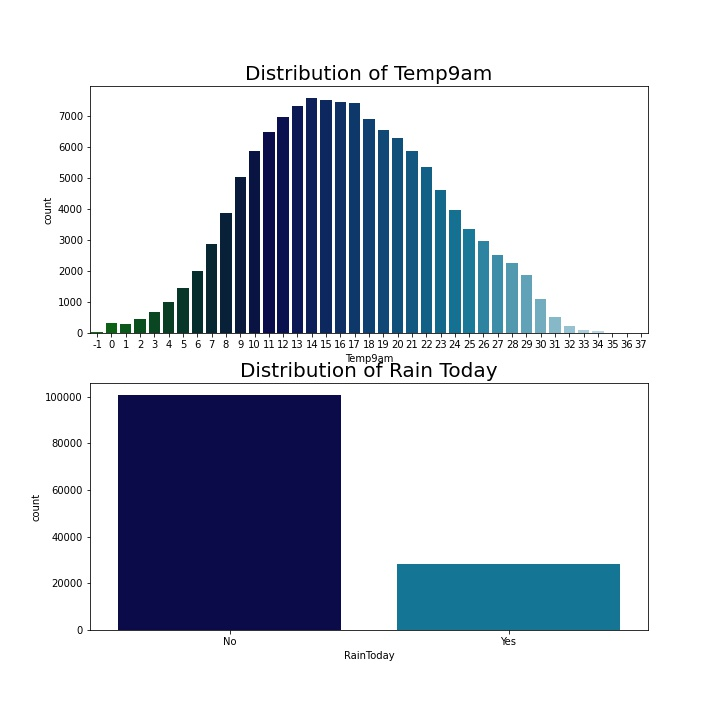 Distribution of Temp9am
7000
6000
5000
4000
3000
2000
1000
0
count
-1 0 1 2 3 4 5 6 7 8 9 10 11 12 13 14 15 16 17 18 19 20 21 22 23 24 25 26 27 28 29 30 31 32 33 34 35 36 37
Temp9am
Distribution of Rain Today
100000
80000
60000
40000
20000
0
count
No Yes
RainToday